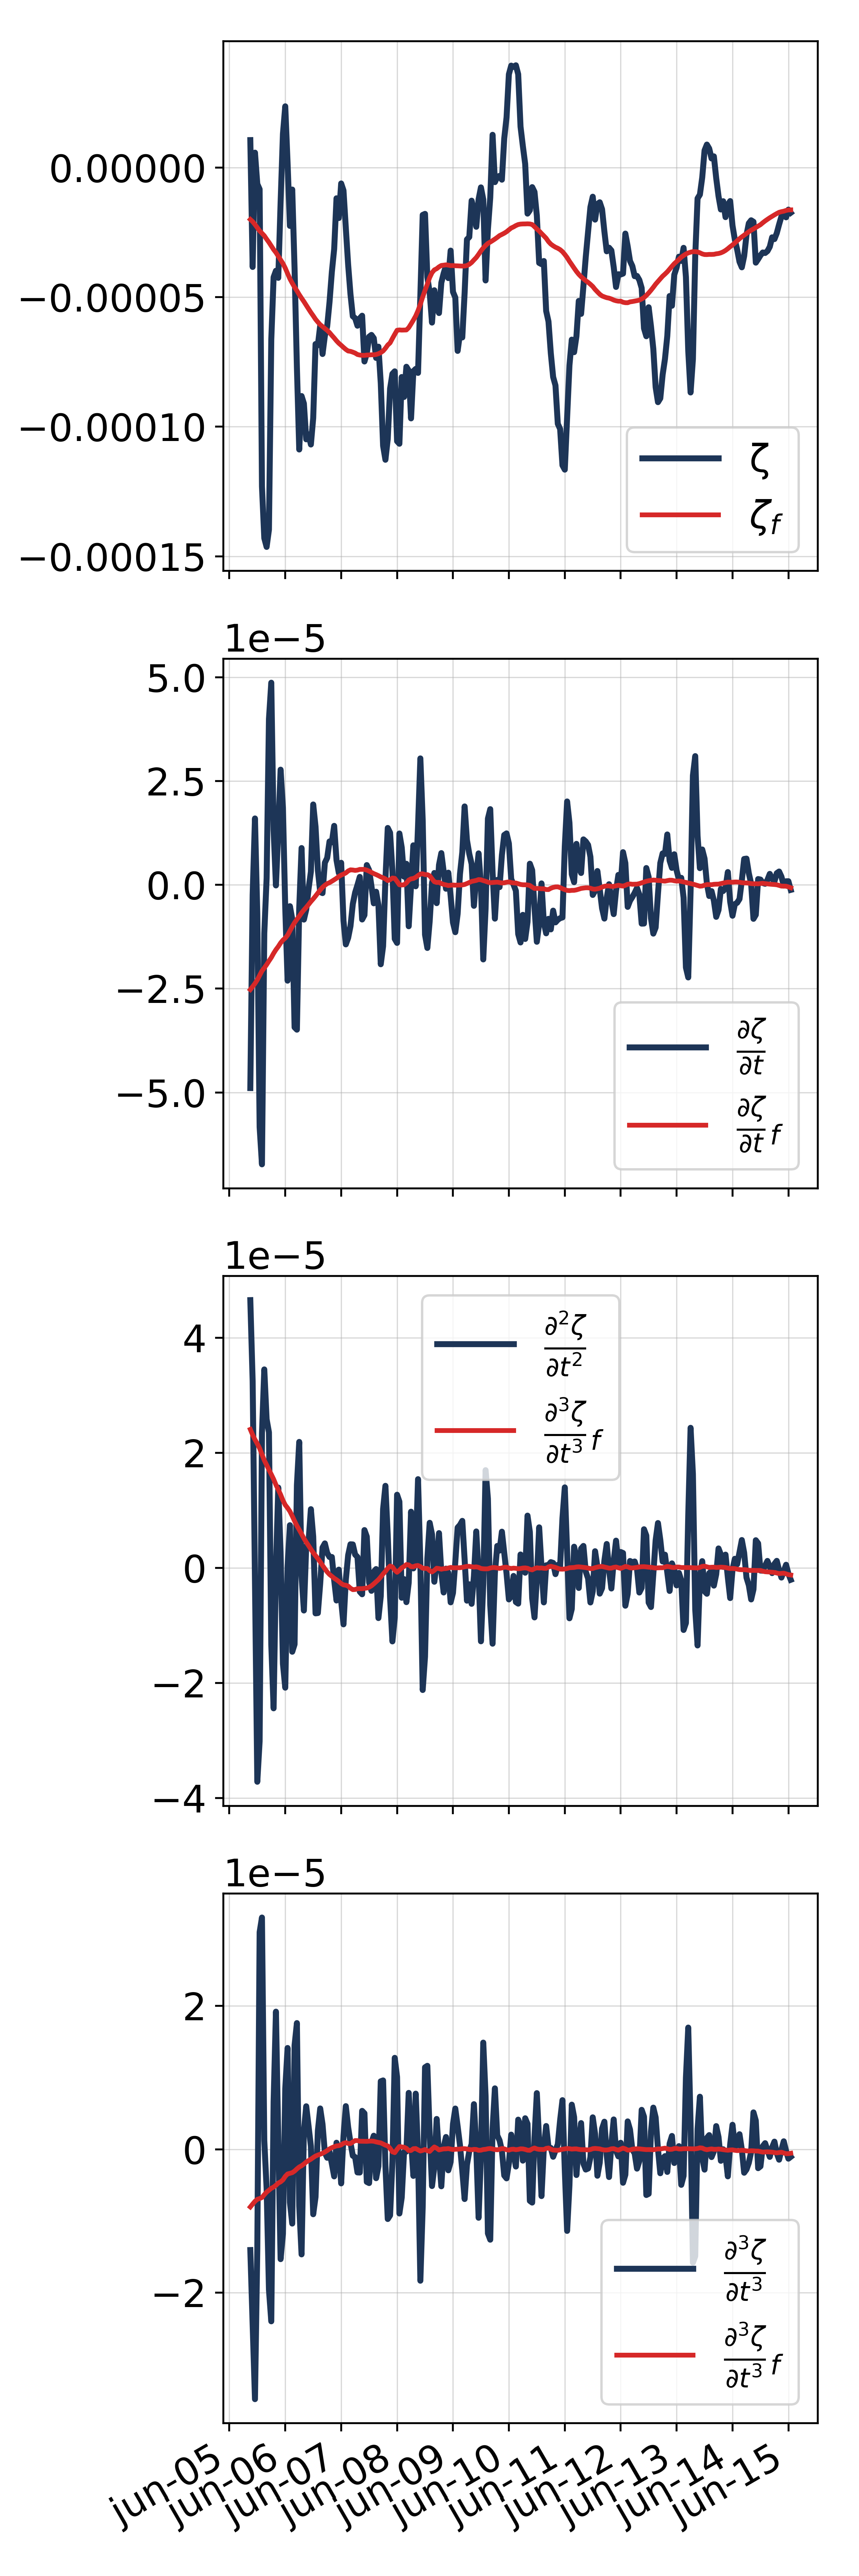 0.00000
−0.00005
−0.00010
−0.00015
ζ
ζ_f
1e−5
5.0
2.5
0.0
−2.5
−5.0
∂ζ/∂t
∂ζ/∂t f
1e−5
4
2
0
−2
−4
∂²ζ/∂t²
∂³ζ/∂t³ f
1e−5
2
0
−2
∂³ζ/∂t³
∂³ζ/∂t³ f
jun-05
jun-06
jun-07
jun-08
jun-09
jun-10
jun-11
jun-12
jun-13
jun-14
jun-15